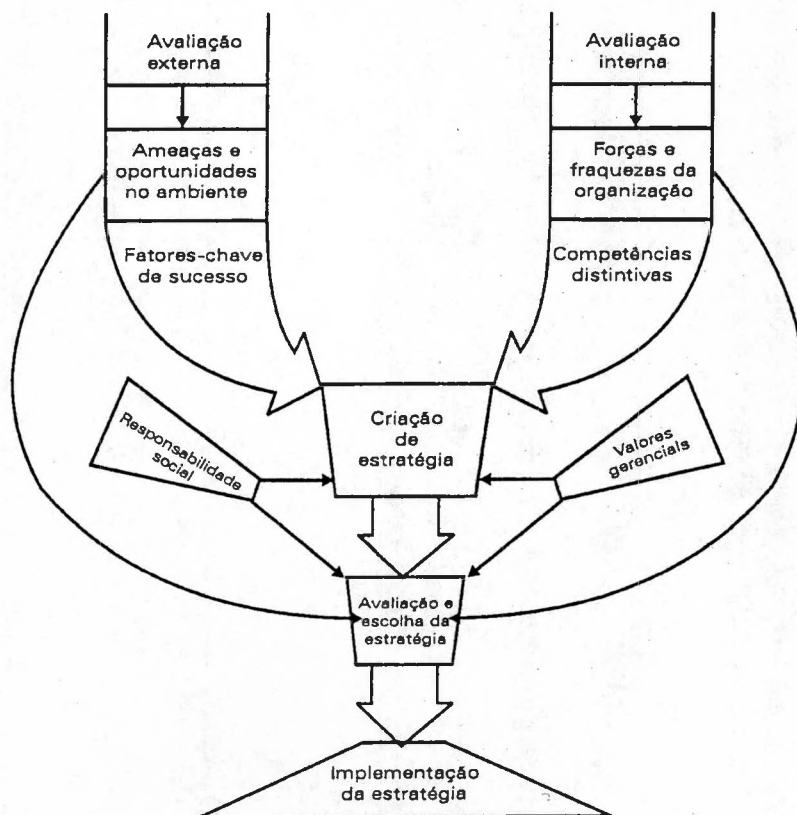 Avaliação
externa
Avaliação
interna
Ameaças e
oportunidades
no ambiente
Forças e
fraquezas da
organização
Fatores-chave
de sucesso
Competências
distintivas
Criação
de
estratégia
Responsabilidade
social
Valores
gerenciais
Avaliação e
escolha da
estratégia
Implementação
da estratégia